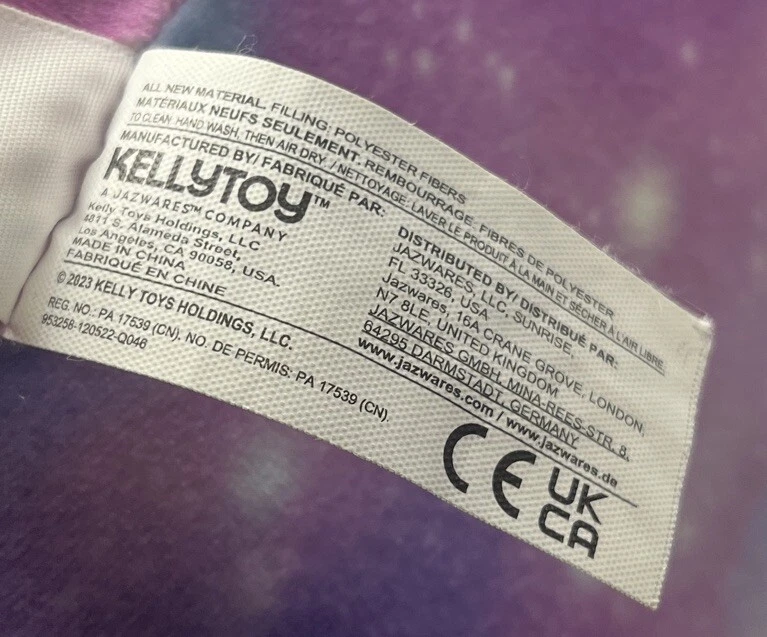 ALL NEW MATERIAL. FILLING: POLYESTER FIBERS
MATÉRIAUX NEUFS SEULEMENT. REMBOURRAGE: FIBRES DE POLYESTER
TO CLEAN: HAND WASH, THEN AIR DRY. / NETTOYAGE: LAVER LE PRODUIT À LA MAIN ET SÉCHER À L'AIR LIBRE.
MANUFACTURED BY/ FABRIQUÉ PAR:
KELLYTOY™
A JAZWARES™ COMPANY
Kelly Toys Holdings, LLC
4811 S. Alameda Street,
Los Angeles, CA 90058, USA.
MADE IN CHINA
FABRIQUÉ EN CHINE
DISTRIBUTED BY/ DISTRIBUÉ PAR:
JAZWARES, LLC, SUNRISE,
FL 33326, USA
Jazwares, 16A CRANE GROVE, LONDON,
N7 8LE, UNITED KINGDOM
JAZWARES GMBH, MINA-REES-STR. 8,
64295 DARMSTADT, GERMANY
© 2023 KELLY TOYS HOLDINGS, LLC.
www.jazwares.com / www.jazwares.de
REG. NO.: PA 17539 (CN). NO. DE PERMIS: PA 17539 (CN).
953258-120522-Q046
CE
UK
CA